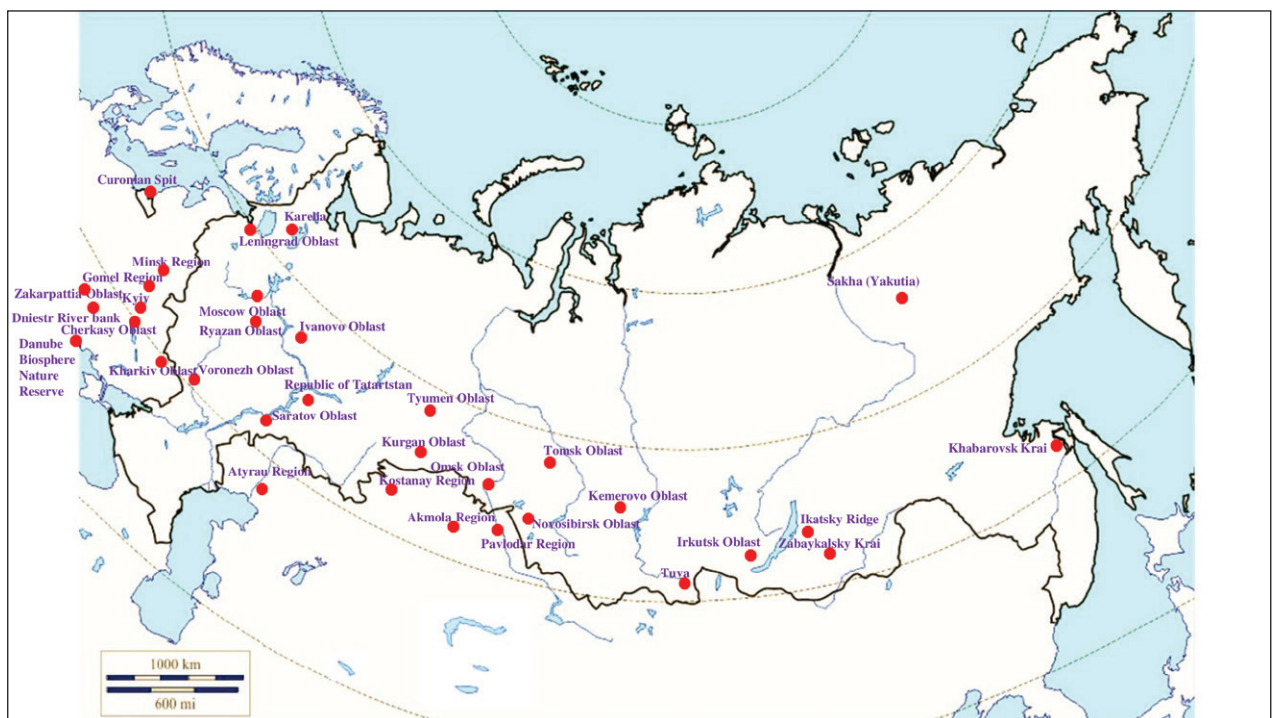 Curonian Spit
Karelia
Leningrad Oblast
Minsk Region
Gomel Region
Zakarpattia Oblast
Kyiv
Dniestr River bank
Cherkasy Oblast
Danube
Biosphere
Nature
Reserve
Moscow Oblast
Ryazan Oblast
Ivanovo Oblast
Kharkiv Oblast
Voronezh Oblast
Republic of Tatartstan
Saratov Oblast
Tyumen Oblast
Kurgan Oblast
Omsk Oblast
Tomsk Oblast
Atyrau Region
Kostanay Region
Kemerovo Oblast
Akmola Region
Novosibirsk Oblast
Pavlodar Region
Tuva
Irkutsk Oblast
Ikatsky Ridge
Zabaykalsky Krai
Sakha (Yakutia)
Khabarovsk Krai
1000 km
600 mi